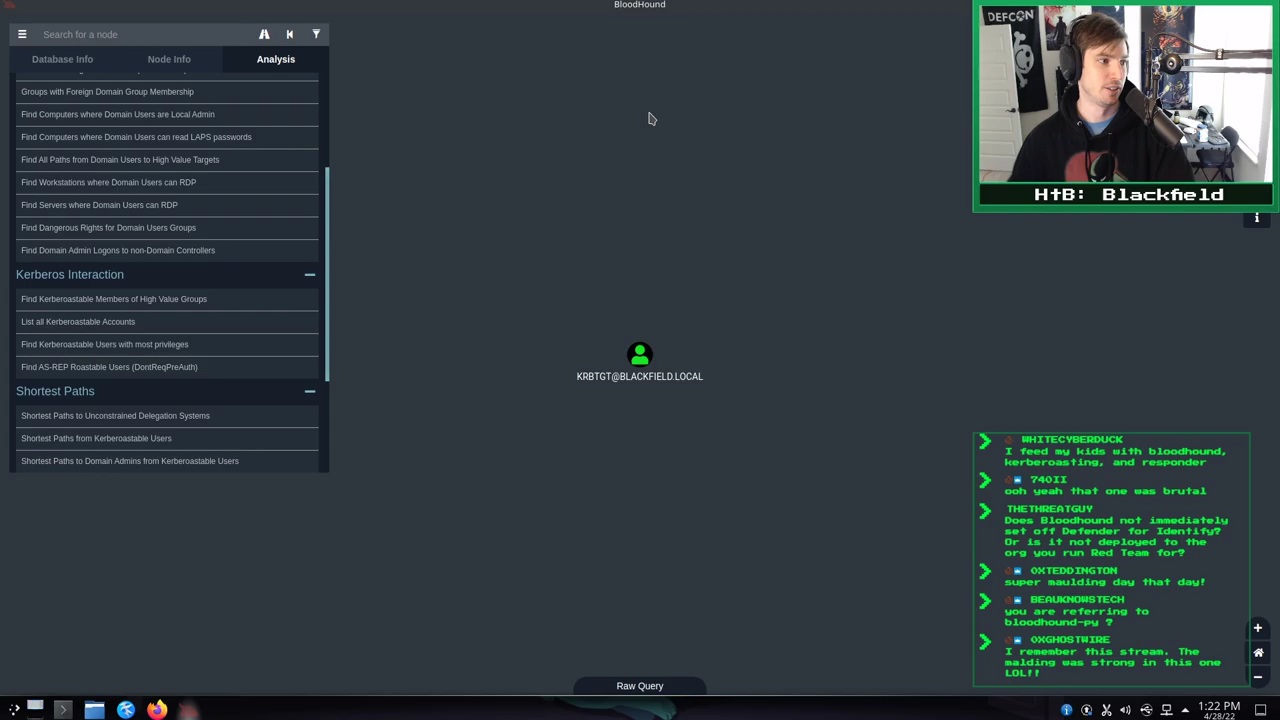 BloodHound
Search for a node
Database Info
Node Info
Analysis
Groups with Foreign Domain Group Membership
Find Computers where Domain Users are Local Admin
Find Computers where Domain Users can read LAPS passwords
Find All Paths from Domain Users to High Value Targets
Find Workstations where Domain Users can RDP
Find Servers where Domain Users can RDP
Find Dangerous Rights for Domain Users Groups
Find Domain Admin Logons to non-Domain Controllers
Kerberos Interaction
Find Kerberoastable Members of High Value Groups
List all Kerberoastable Accounts
Find Kerberoastable Users with most privileges
Find AS-REP Roastable Users (DontReqPreAuth)
Shortest Paths
Shortest Paths to Unconstrained Delegation Systems
Shortest Paths from Kerberoastable Users
Shortest Paths to Domain Admins from Kerberoastable Users
KRBTGT@BLACKFIELD.LOCAL
Raw Query
DEFCON
HtB: Blackfield
WHITECYBERDUCK
I feed my kids with bloodhound,
kerberoasting, and responder
740II
ooh yeah that one was brutal
THETHREATGUY
Does Bloodhound not immediately
set off Defender for Identify?
Or is it not deployed to the
org you run Red Team for?
0XTEDDINGTON
super maulding day that day!
BEAUKNOWSTECH
you are referring to
bloodhound-py ?
0XGHOSTWIRE
I remember this stream. The
malding was strong in this one
LOL!!
1:22 PM
4/28/22